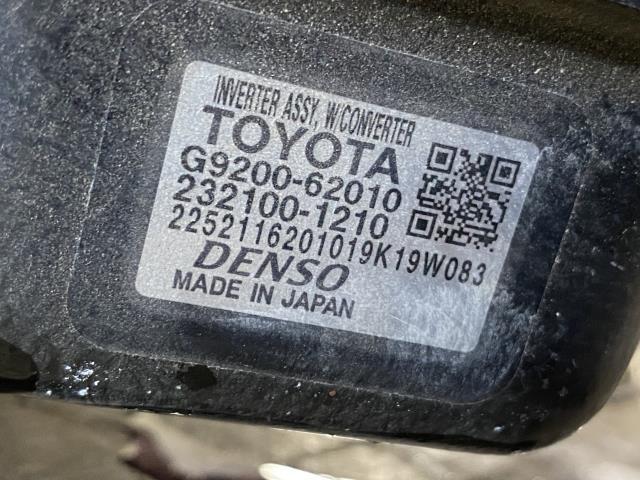 INVERTER ASSY, W/CONVERTER
TOYOTA
G9200-62010
232100-1210
2252116201019K19W083
DENSO
MADE IN JAPAN